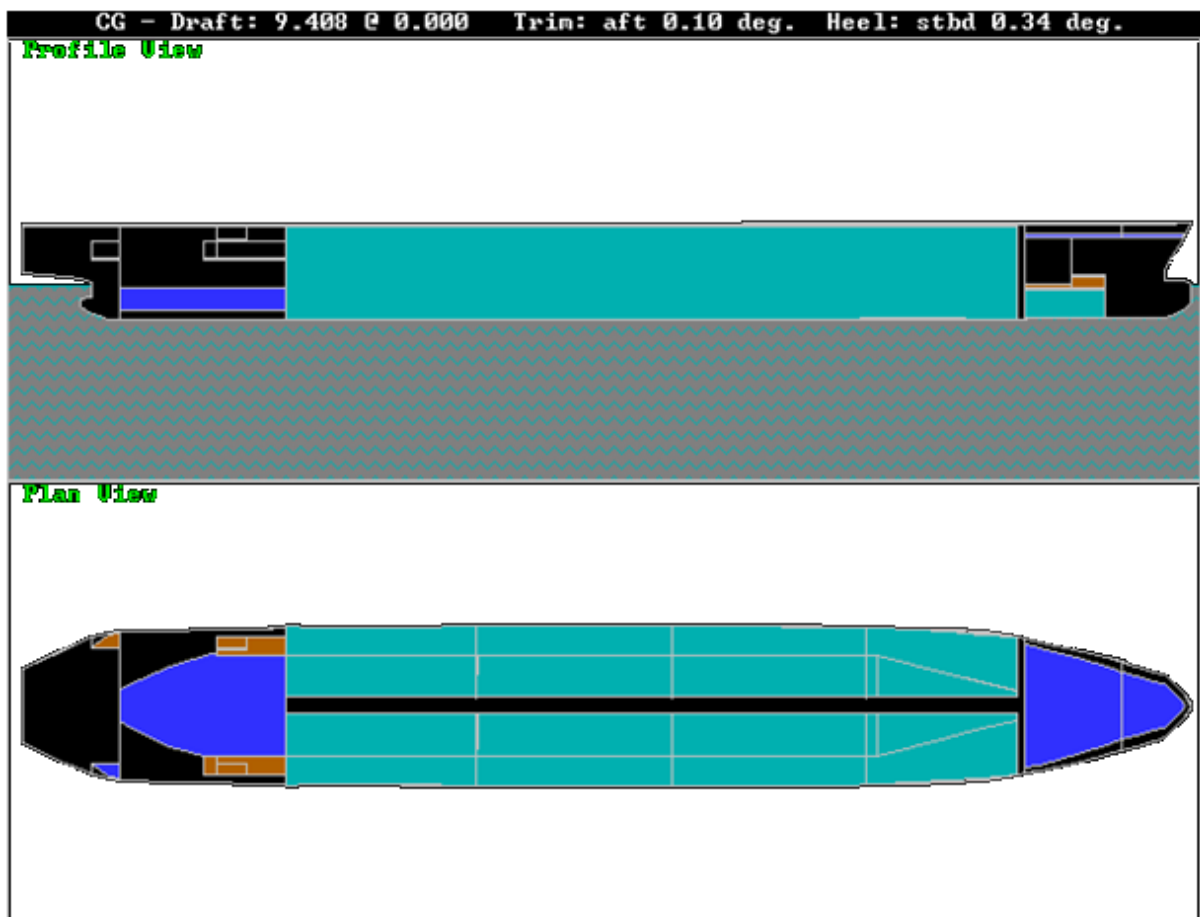 CG - Draft: 9.408 @ 0.000 Trim: aft 0.10 deg. Heel: stbd 0.34 deg.
Profile View
Plan View